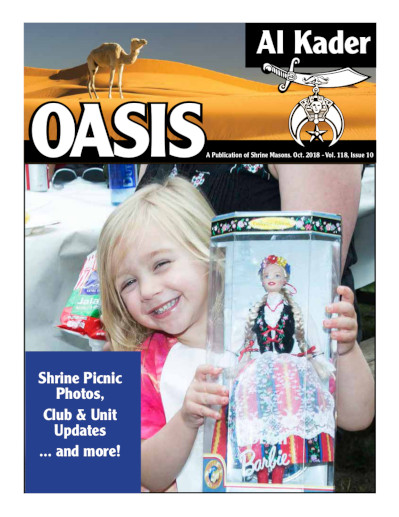 Al Kader
OASIS
A Publication of Shrine Masons. Oct. 2018 - Vol. 118, Issue 10
Shrine Picnic
Photos,
Club & Unit
Updates
... and more!
Barbie